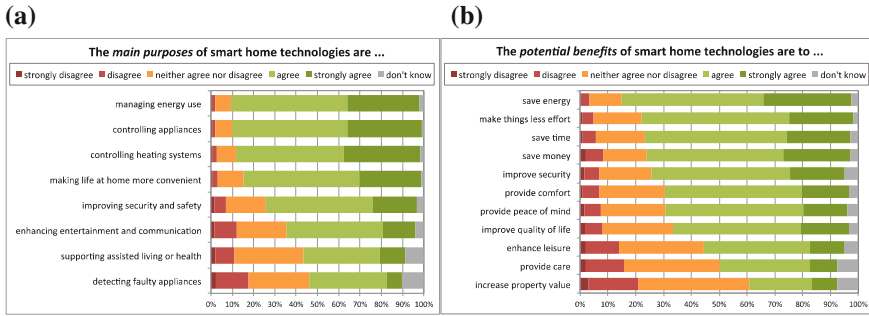 (a)
The main purposes of smart home technologies are ...
strongly disagree disagree neither agree nor disagree agree strongly agree don't know
managing energy use
controlling appliances
controlling heating systems
making life at home more convenient
improving security and safety
enhancing entertainment and communication
supporting assisted living or health
detecting faulty appliances
0% 10% 20% 30% 40% 50% 60% 70% 80% 90% 100%
(b)
The potential benefits of smart home technologies are to ...
strongly disagree disagree neither agree nor disagree agree strongly agree don't know
save energy
make things less effort
save time
save money
improve security
provide comfort
provide peace of mind
improve quality of life
enhance leisure
provide care
increase property value
0% 10% 20% 30% 40% 50% 60% 70% 80% 90% 100%